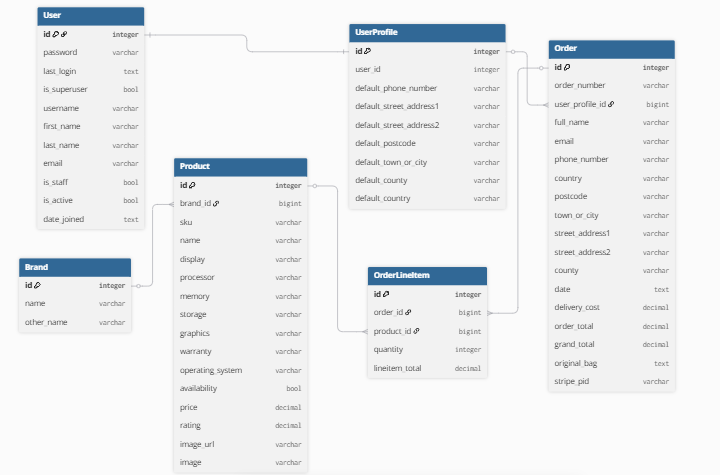 User
id integer
password varchar
last_login text
is_superuser bool
username varchar
first_name varchar
last_name varchar
email varchar
is_staff bool
is_active bool
date_joined text
UserProfile
id integer
user_id integer
default_phone_number varchar
default_street_address1 varchar
default_street_address2 varchar
default_postcode varchar
default_town_or_city varchar
default_county varchar
default_country varchar
Order
id integer
order_number varchar
user_profile_id bigint
full_name varchar
email varchar
phone_number varchar
country varchar
postcode varchar
town_or_city varchar
street_address1 varchar
street_address2 varchar
county varchar
date text
delivery_cost decimal
order_total decimal
grand_total decimal
original_bag text
stripe_pid varchar
Product
id integer
brand_id bigint
sku varchar
name varchar
display varchar
processor varchar
memory varchar
storage varchar
graphics varchar
warranty varchar
operating_system varchar
availability bool
price decimal
rating decimal
image_url varchar
image varchar
Brand
id integer
name varchar
other_name varchar
OrderLineItem
id integer
order_id bigint
product_id bigint
quantity integer
lineitem_total decimal